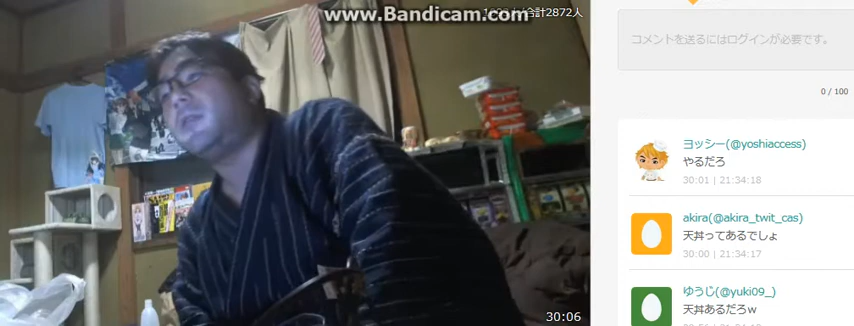 www.Bandicam.com
合計2872人
30:06
コメントを送るにはログインが必要です。
0 / 100
ヨッシー(@yoshiaccess)
やるだろ
30:01 | 21:34:18
akira(@akira_twit_cas)
天丼ってあるでしょ
30:00 | 21:34:17
ゆうじ(@yuki09_)
天丼あるだろw